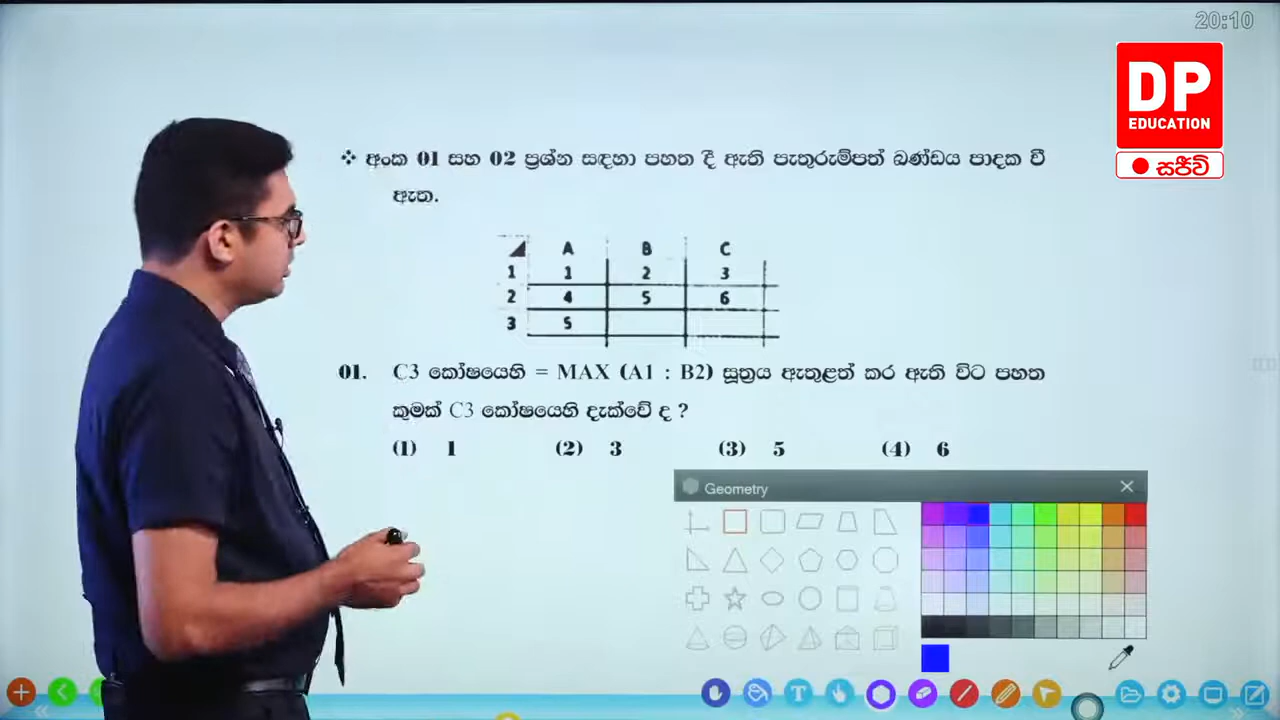 20:10
DP
EDUCATION
සජීවී
❖ අංක 01 සහ 02 ප්‍රශ්න සඳහා පහත දී ඇති පැතුරුම්පත් ඛණ්ඩය පාදක වී
ඇත.
A B C
1 1 2 3
2 4 5 6
3 5
01. C3 කෝෂයෙහි = MAX (A1 : B2) සූත්‍රය ඇතුළත් කර ඇති විට පහත
කුමක් C3 කෝෂයෙහි දැක්වේ ද ?
(1) 1 (2) 3 (3) 5 (4) 6
Geometry